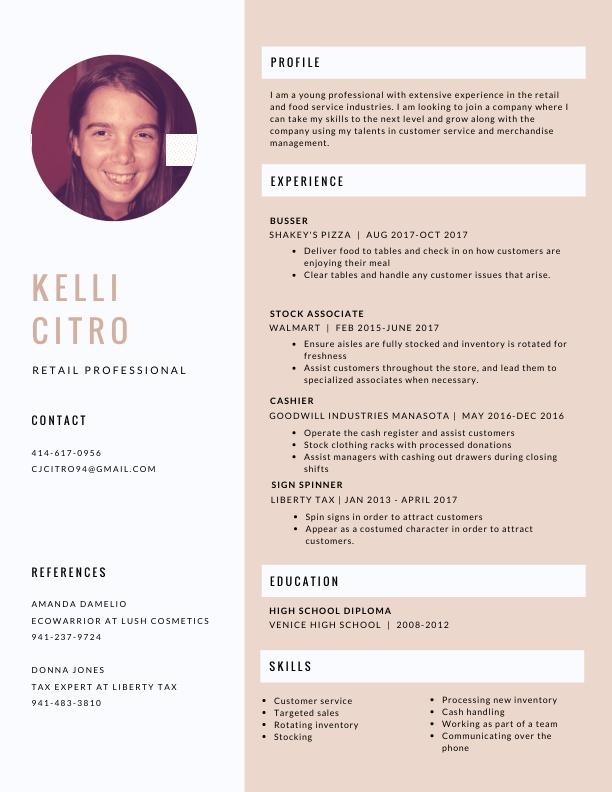 KELLI
CITRO
RETAIL PROFESSIONAL
CONTACT
414-617-0956
CJCITRO94@GMAIL.COM
REFERENCES
AMANDA DAMELIO
ECOWARRIOR AT LUSH COSMETICS
941-237-9724
DONNA JONES
TAX EXPERT AT LIBERTY TAX
941-483-3810
PROFILE
I am a young professional with extensive experience in the retail
and food service industries. I am looking to join a company where I
can take my skills to the next level and grow along with the
company using my talents in customer service and merchandise
management.
EXPERIENCE
BUSSER
SHAKEY'S PIZZA | AUG 2017-OCT 2017
• Deliver food to tables and check in on how customers are
enjoying their meal
• Clear tables and handle any customer issues that arise.
STOCK ASSOCIATE
WALMART | FEB 2015-JUNE 2017
• Ensure aisles are fully stocked and inventory is rotated for
freshness
• Assist customers throughout the store, and lead them to
specialized associates when necessary.
CASHIER
GOODWILL INDUSTRIES MANASOTA | MAY 2016-DEC 2016
• Operate the cash register and assist customers
• Stock clothing racks with processed donations
• Assist managers with cashing out drawers during closing
shifts
SIGN SPINNER
LIBERTY TAX | JAN 2013 - APRIL 2017
• Spin signs in order to attract customers
• Appear as a costumed character in order to attract
customers.
EDUCATION
HIGH SCHOOL DIPLOMA
VENICE HIGH SCHOOL | 2008-2012
SKILLS
• Customer service
• Targeted sales
• Rotating inventory
• Stocking
• Processing new inventory
• Cash handling
• Working as part of a team
• Communicating over the
phone